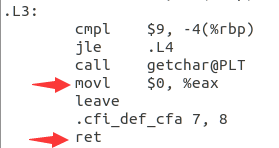 .L3:
cmpl $9, -4(%rbp)
jle .L4
call getchar@PLT
movl $0, %eax
leave
.cfi_def_cfa 7, 8
ret